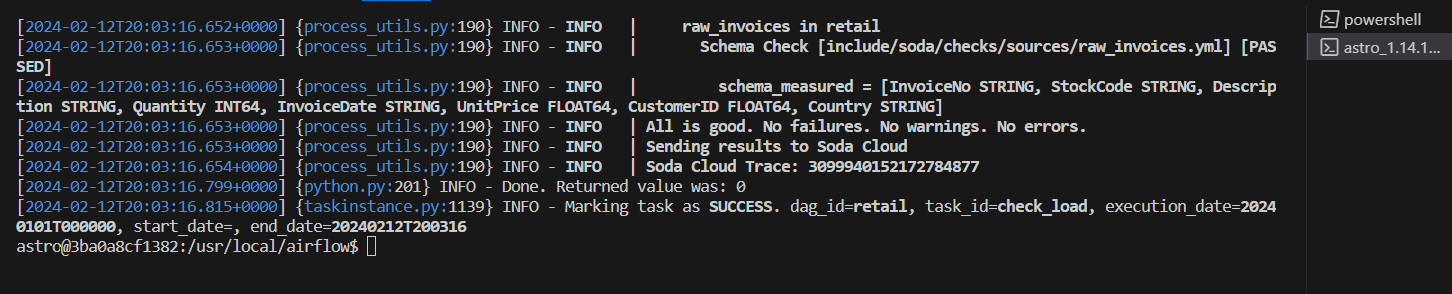 [2024-02-12T20:03:16.652+0000] {process_utils.py:190} INFO - INFO   |     raw_invoices in retail
[2024-02-12T20:03:16.653+0000] {process_utils.py:190} INFO - INFO   |       Schema Check [include/soda/checks/sources/raw_invoices.yml] [PAS
SED]
[2024-02-12T20:03:16.653+0000] {process_utils.py:190} INFO - INFO   |         schema_measured = [InvoiceNo STRING, StockCode STRING, Descrip
tion STRING, Quantity INT64, InvoiceDate STRING, UnitPrice FLOAT64, CustomerID FLOAT64, Country STRING]
[2024-02-12T20:03:16.653+0000] {process_utils.py:190} INFO - INFO   | All is good. No failures. No warnings. No errors.
[2024-02-12T20:03:16.653+0000] {process_utils.py:190} INFO - INFO   | Sending results to Soda Cloud
[2024-02-12T20:03:16.654+0000] {process_utils.py:190} INFO - INFO   | Soda Cloud Trace: 3099940152172784877
[2024-02-12T20:03:16.799+0000] {python.py:201} INFO - Done. Returned value was: 0
[2024-02-12T20:03:16.815+0000] {taskinstance.py:1139} INFO - Marking task as SUCCESS. dag_id=retail, task_id=check_load, execution_date=2024
0101T000000, start_date=, end_date=20240212T200316
astro@3ba0a8cf1382:/usr/local/airflow$
powershell
astro_1.14.1...